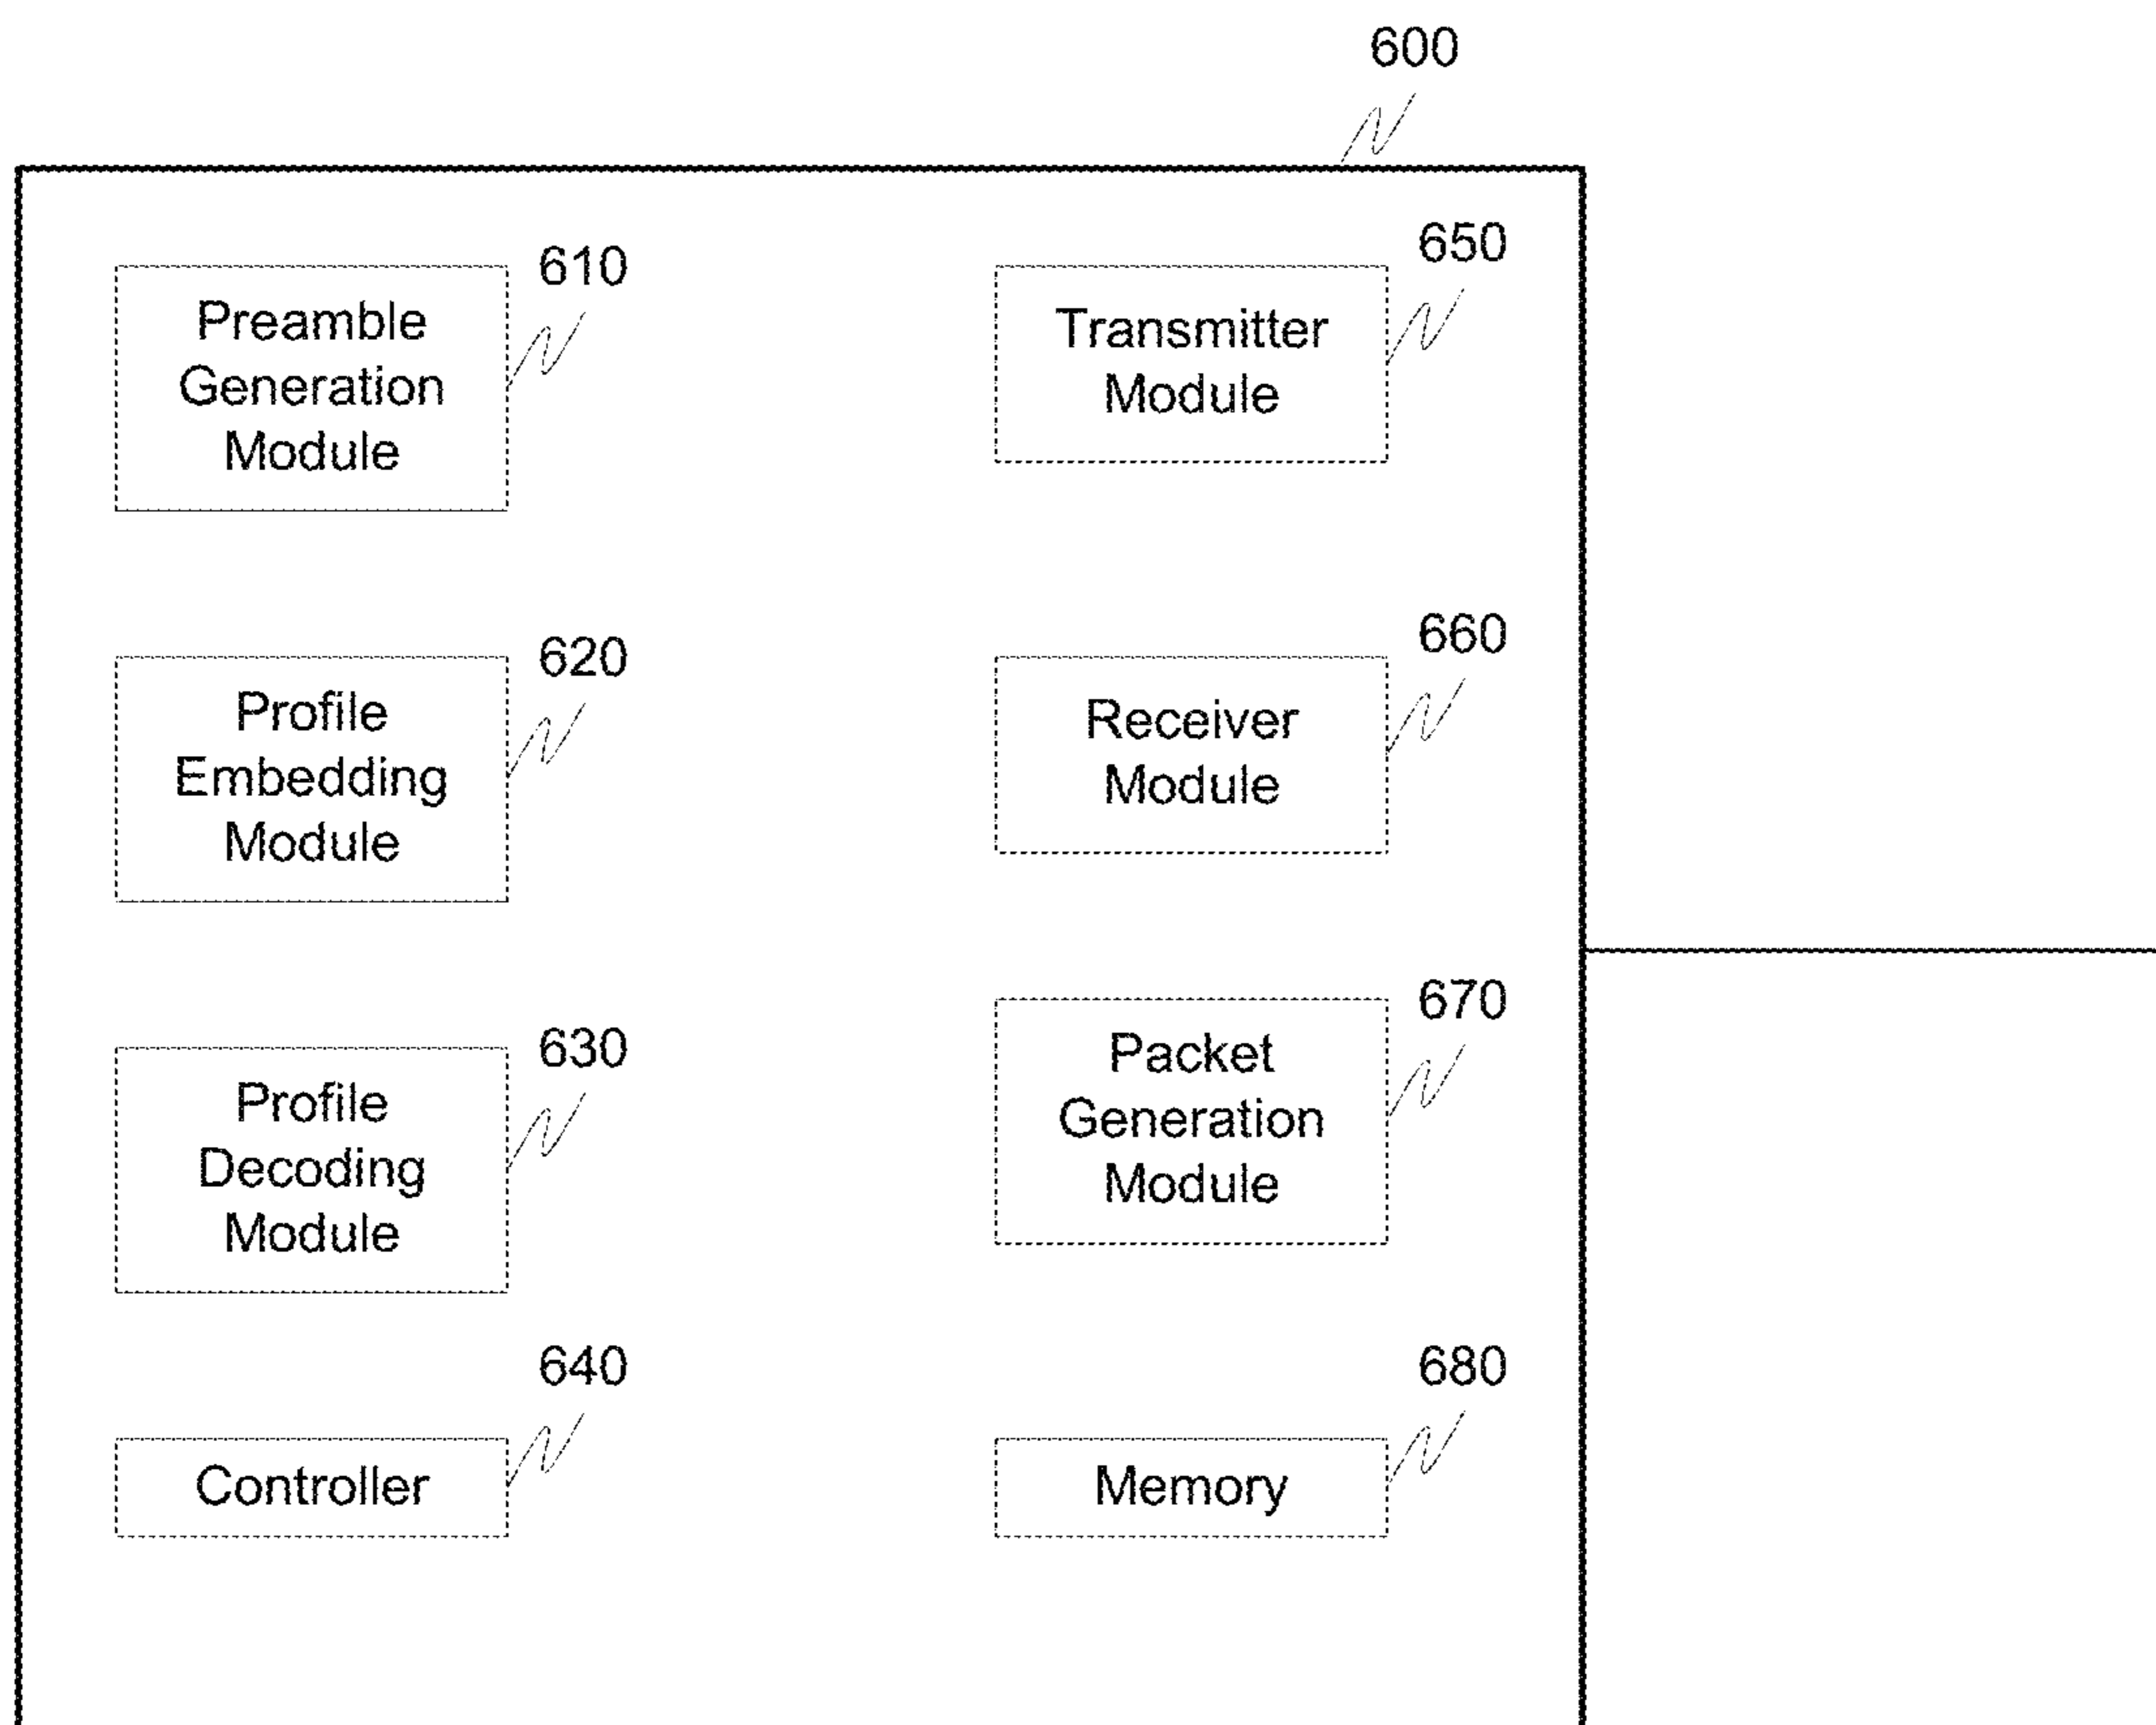 600
610
Preamble
Generation
Module
650
Transmitter
Module
620
Profile
Embedding
Module
660
Receiver
Module
630
Profile
Decoding
Module
670
Packet
Generation
Module
640
Controller
680
Memory